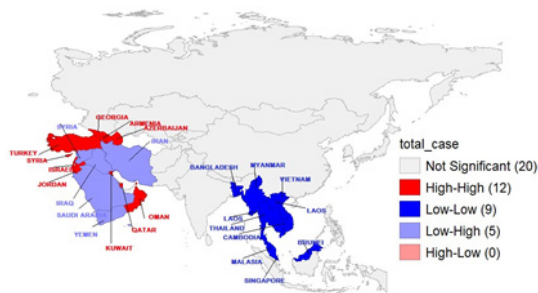 GEORGIA
SYRIA
ARMENIA
AZERBAIJAN
TURKEY
IRAN
SYRIA
ISRAEL
JORDAN
IRAQ
SAUDI ARABIA
OMAN
YEMEN
QATAR
KUWAIT
BANGLADESH
MYANMAR
VIETNAM
LAOS
LAOS
THAILAND
CAMBODIA
BRUNEI
MALASIA
SINGAPORE
total_case
Not Significant (20)
High-High (12)
Low-Low (9)
Low-High (5)
High-Low (0)